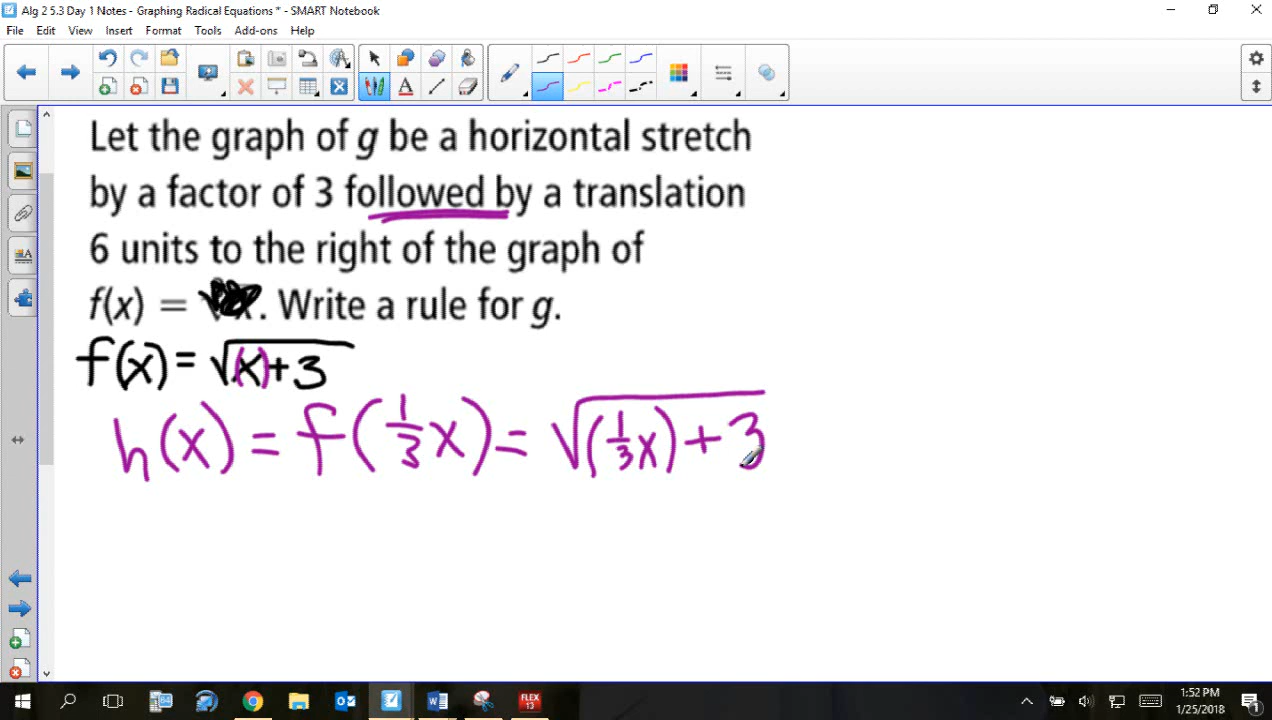 Alg 2 5.3 Day 1 Notes - Graphing Radical Equations * - SMART Notebook
File Edit View Insert Format Tools Add-ons Help
Let the graph of g be a horizontal stretch
by a factor of 3 followed by a translation
6 units to the right of the graph of
f(x) = . Write a rule for g.
f(x) = √(x)+3
h(x) = f(1/3x) = √(1/3x)+3
FLEX
13
1:52 PM
1/25/2018